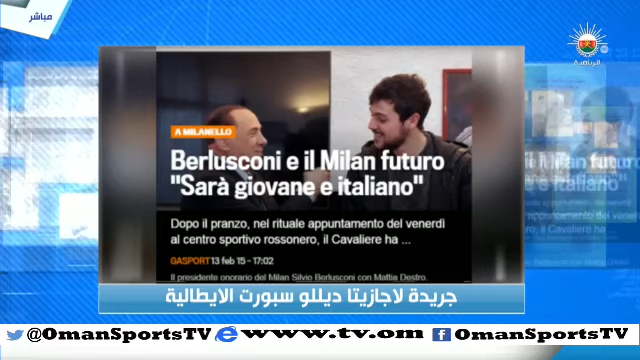 مباشر
الرياضية
A MILANELLO
Berlusconi e il Milan futuro
"Sarà giovane e italiano"
Dopo il pranzo, nel rituale appuntamento del venerdì
al centro sportivo rossonero, il Cavaliere ha ...
GASPORT 13 feb 15 - 17:02
Il presidente onorario del Milan Silvio Berlusconi con Mattia Destro.
جريدة لاجازيتا ديللو سبورت الايطالية
@OmanSportsTV www.tv.om OmanSportsTV